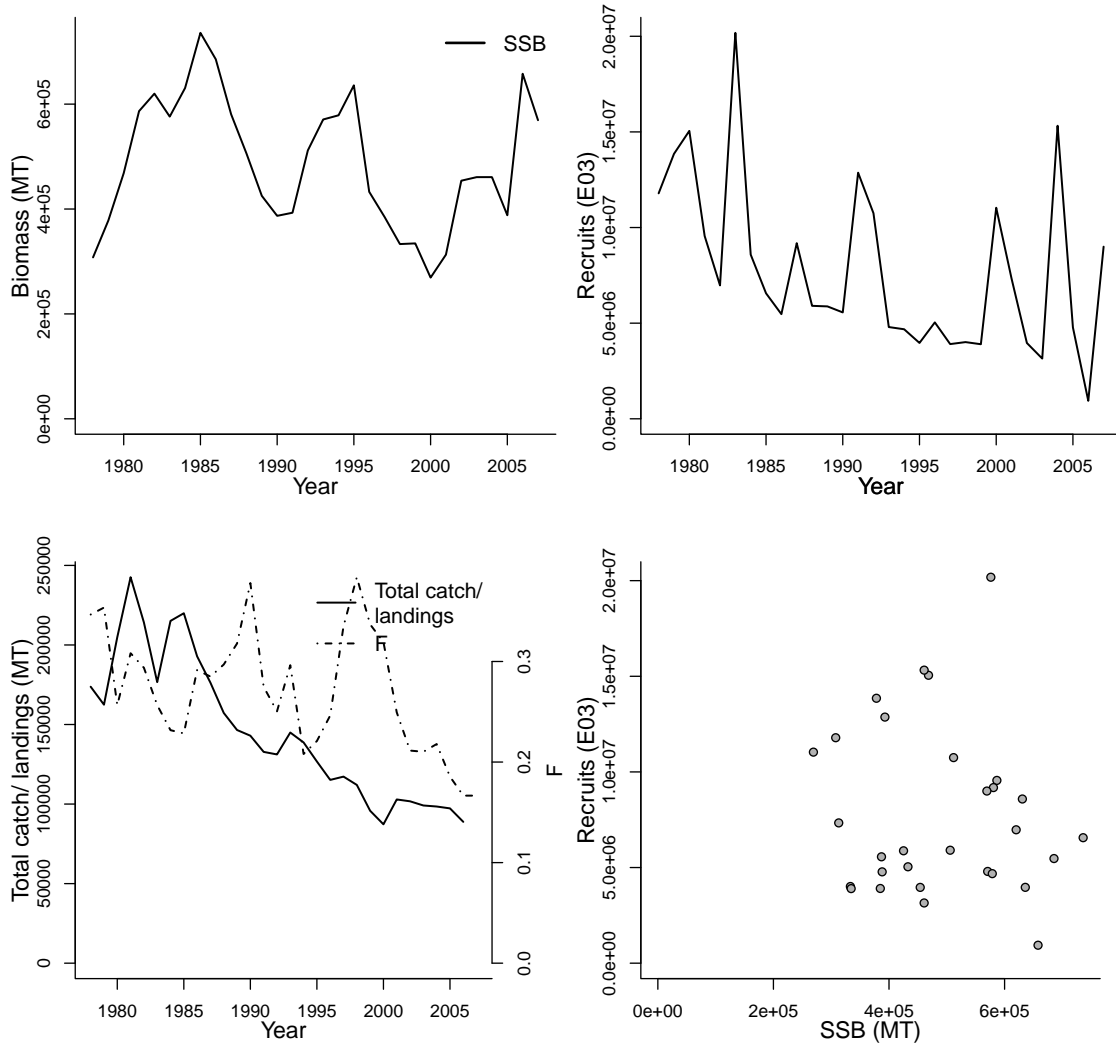 SSB
Biomass (MT)
0e+00 2e+05 4e+05 6e+05
1980 1985 1990 1995 2000 2005
Year
Recruits (E03)
0.0e+00 5.0e+06 1.0e+07 1.5e+07 2.0e+07
1980 1985 1990 1995 2000 2005
Year
Total catch/
landings
F
Total catch/ landings (MT)
0 50000 100000 150000 200000 250000
0.0 0.1 0.2 0.3
F
1980 1985 1990 1995 2000 2005
Year
Recruits (E03)
0.0e+00 5.0e+06 1.0e+07 1.5e+07 2.0e+07
0e+00 2e+05 4e+05 6e+05
SSB (MT)